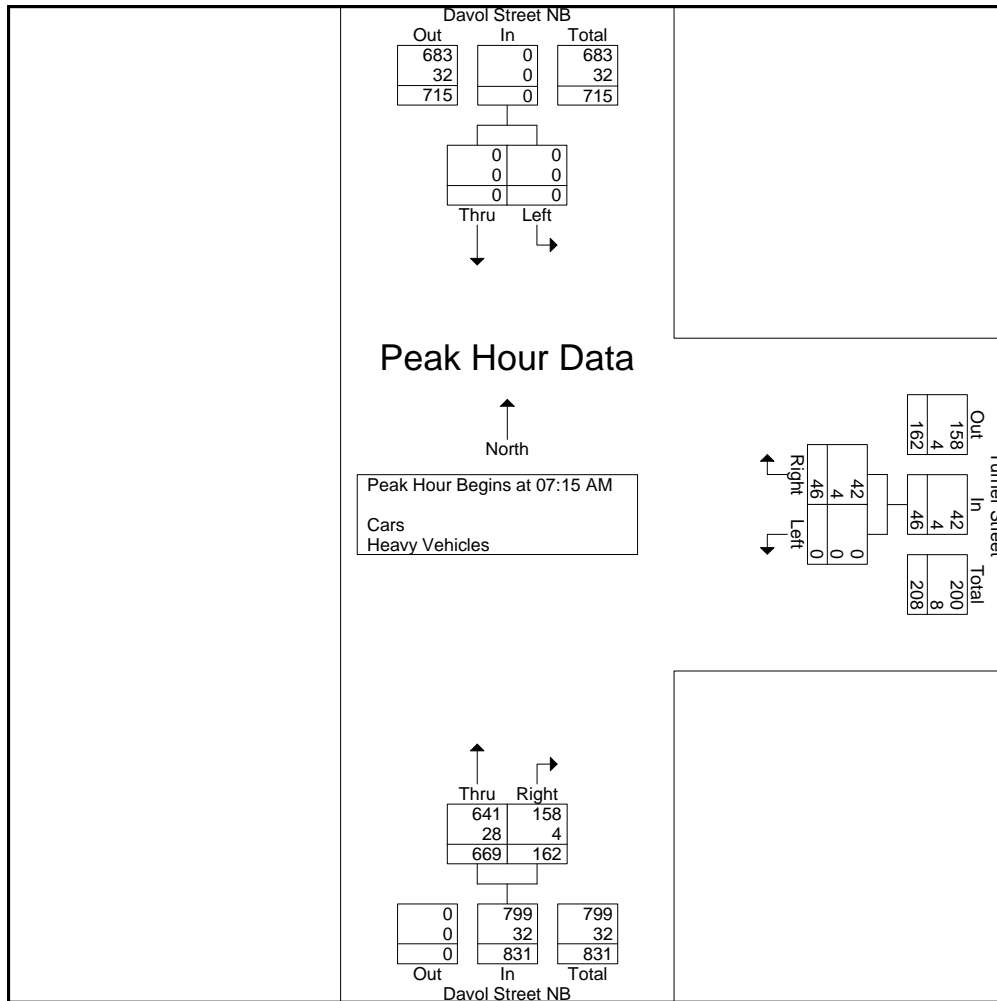 Davol Street NB
Out In Total
683 0 683
32 0 32
715 0 715
0 0
0 0
0 0
Thru Left
Peak Hour Data
North
Peak Hour Begins at 07:15 AM
Cars
Heavy Vehicles
Turner Street
Out In Total
158 42 200
4 4 8
162 46 208
42 0
4 0
46 0
Right Left
Thru Right
641 158
28 4
669 162
0 799 799
0 32 32
0 831 831
Out In Total
Davol Street NB